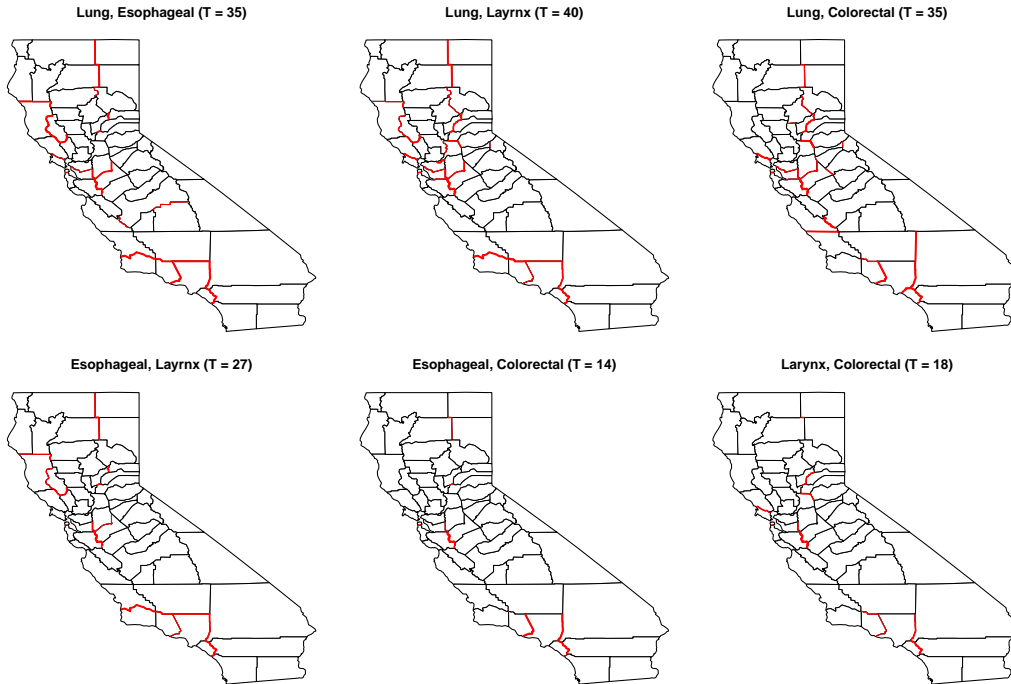 Lung, Esophageal (T = 35)
Lung, Layrnx (T = 40)
Lung, Colorectal (T = 35)
Esophageal, Layrnx (T = 27)
Esophageal, Colorectal (T = 14)
Larynx, Colorectal (T = 18)